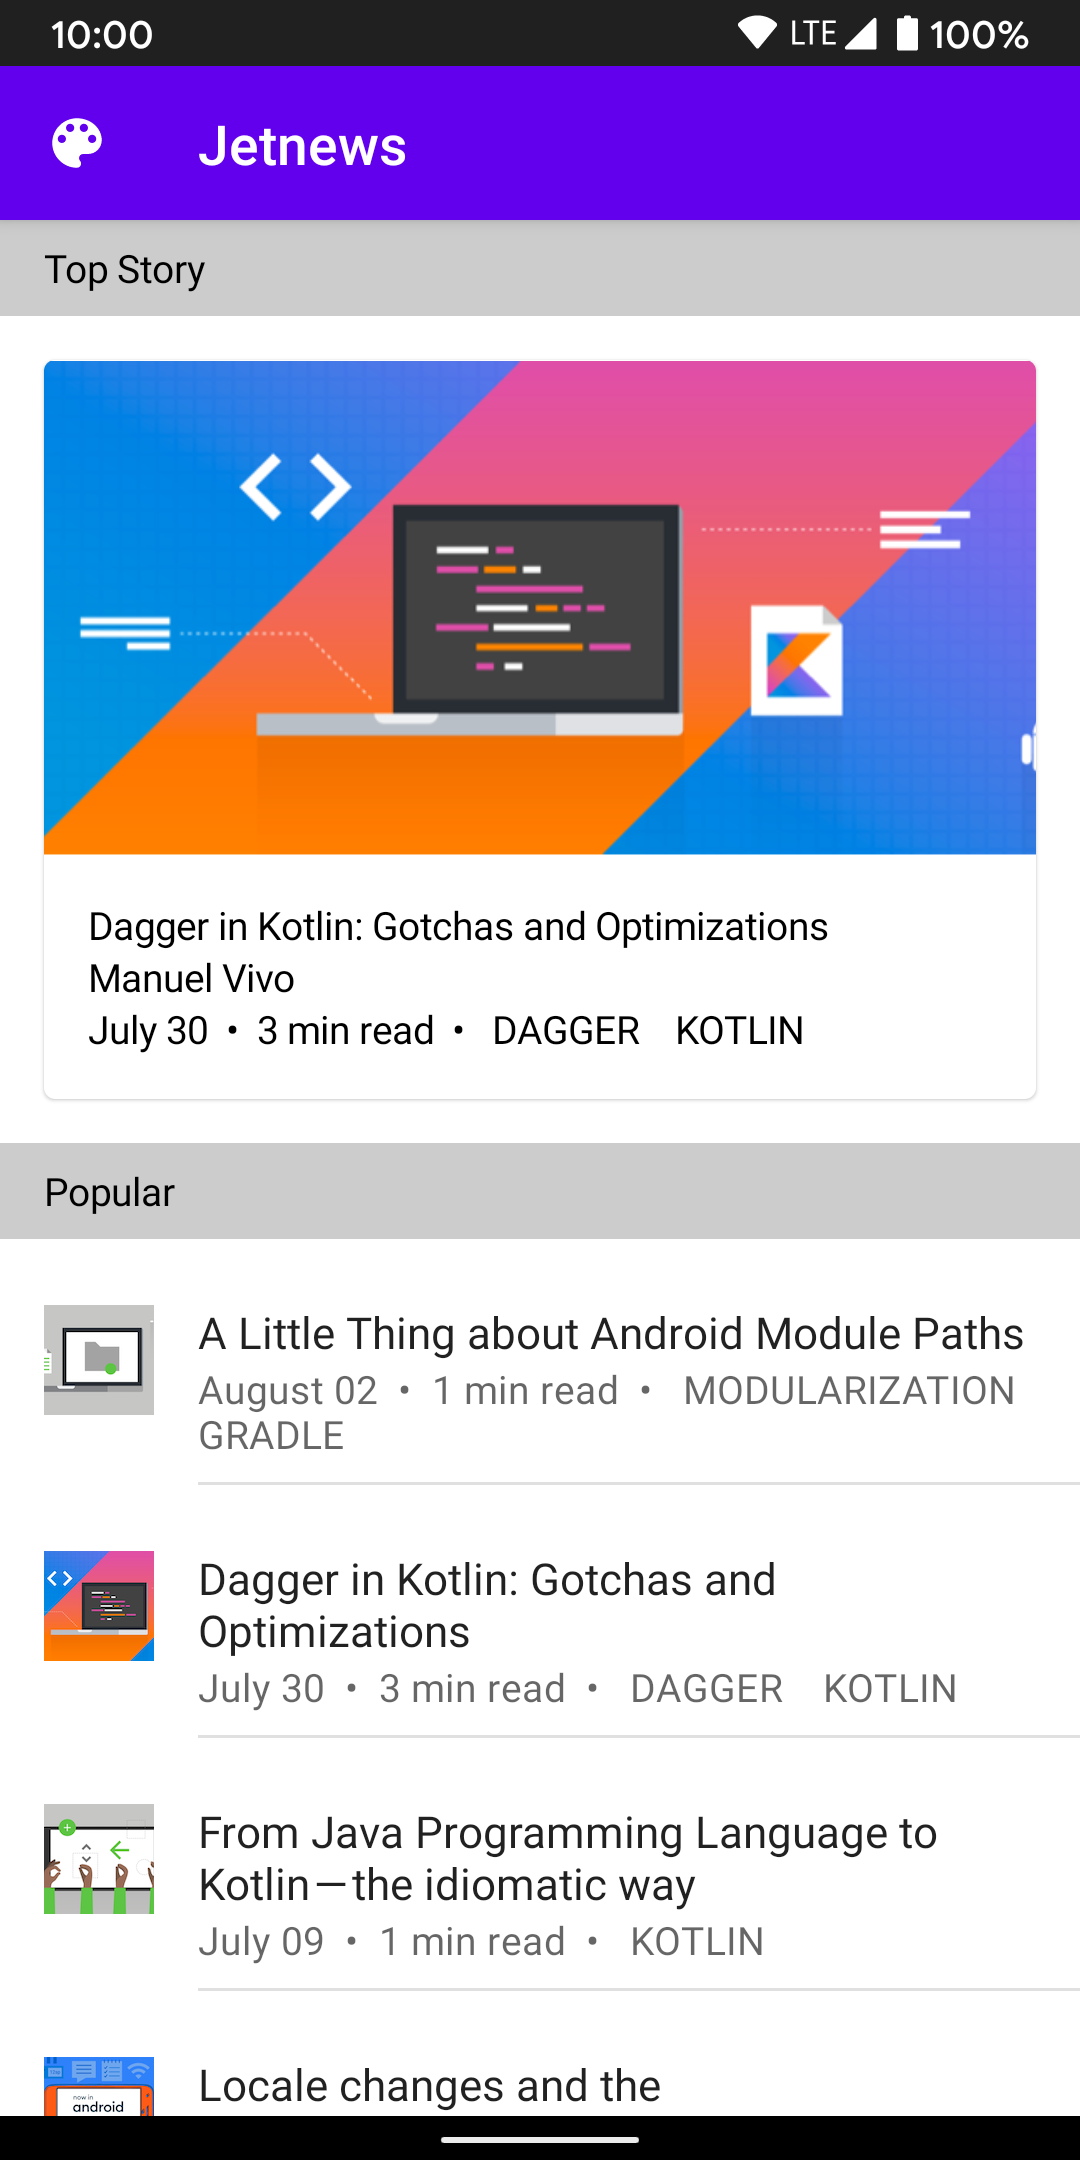 10:00 LTE 100%
Jetnews
Top Story
Dagger in Kotlin: Gotchas and Optimizations
Manuel Vivo
July 30 • 3 min read • DAGGER KOTLIN
Popular
A Little Thing about Android Module Paths
August 02 • 1 min read • MODULARIZATION
GRADLE
Dagger in Kotlin: Gotchas and
Optimizations
July 30 • 3 min read • DAGGER KOTLIN
From Java Programming Language to
Kotlin — the idiomatic way
July 09 • 1 min read • KOTLIN
Locale changes and the
now in
android